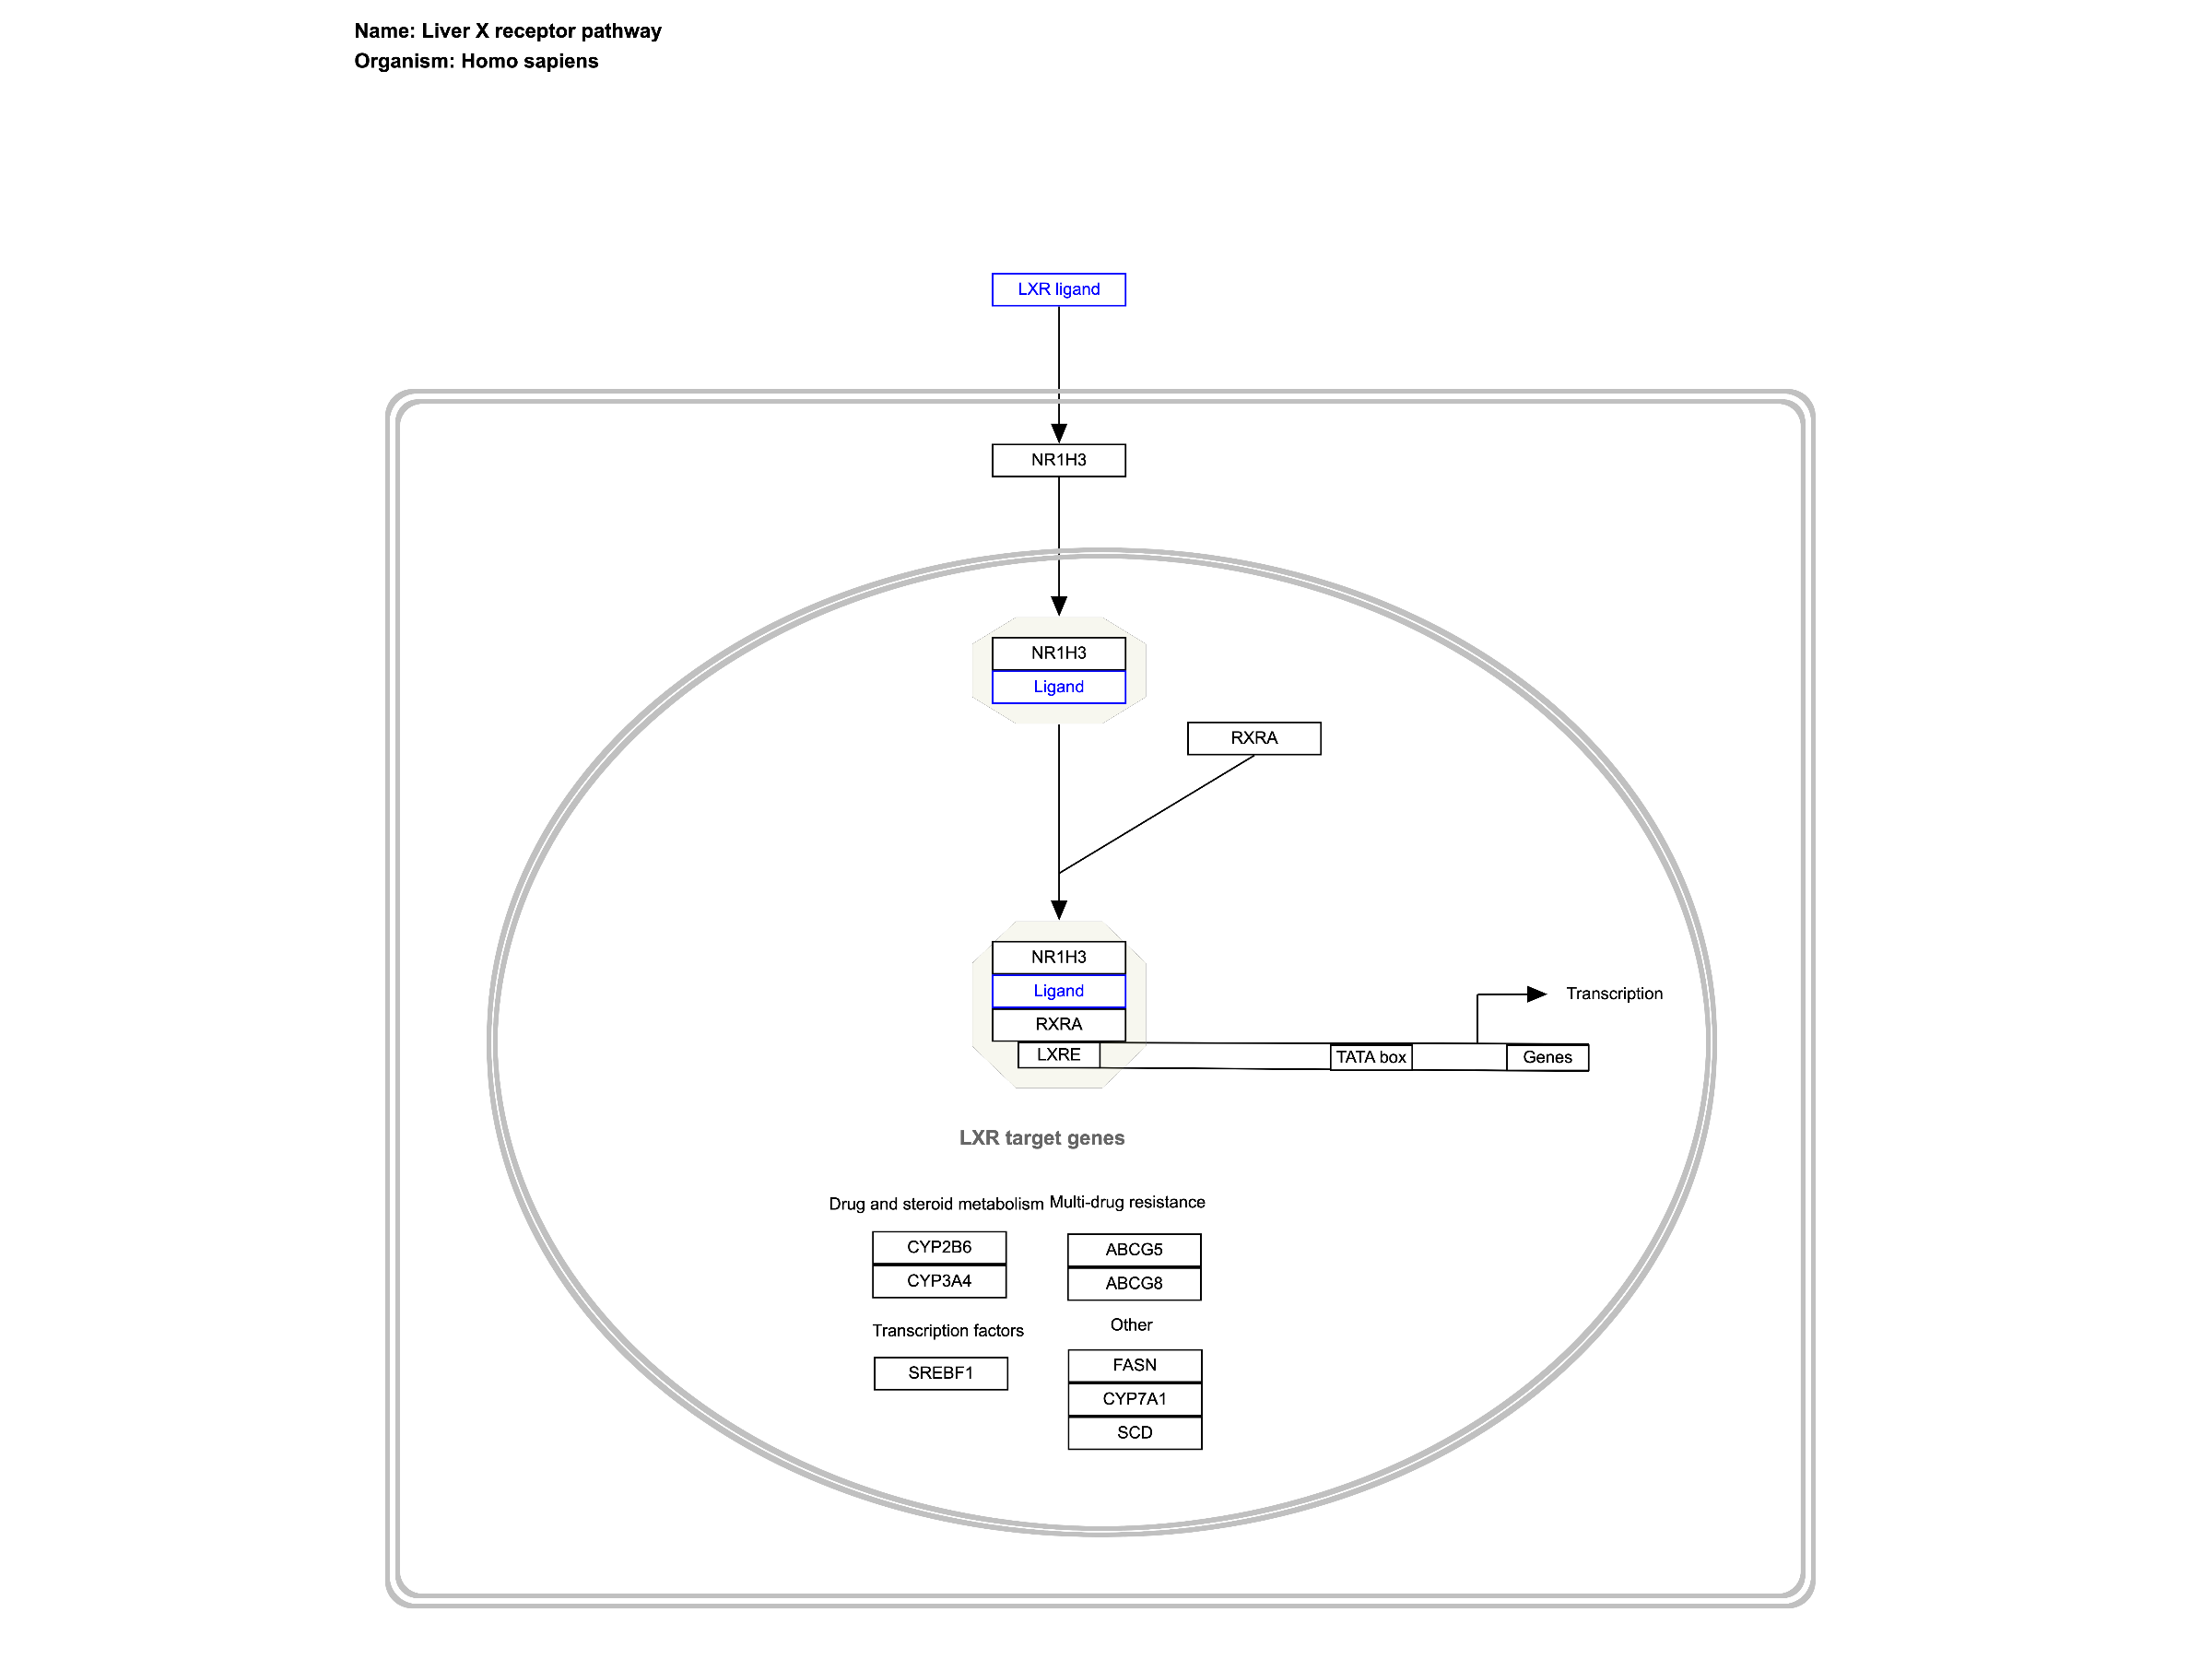 Name: Liver X receptor pathway
Organism: Homo sapiens
LXR ligand
NR1H3
NR1H3
Ligand
RXRA
NR1H3
Ligand
RXRA
LXRE
TATA box
Genes
Transcription
LXR target genes
Drug and steroid metabolism
CYP2B6
CYP3A4
Multi-drug resistance
ABCG5
ABCG8
Transcription factors
SREBF1
Other
FASN
CYP7A1
SCD